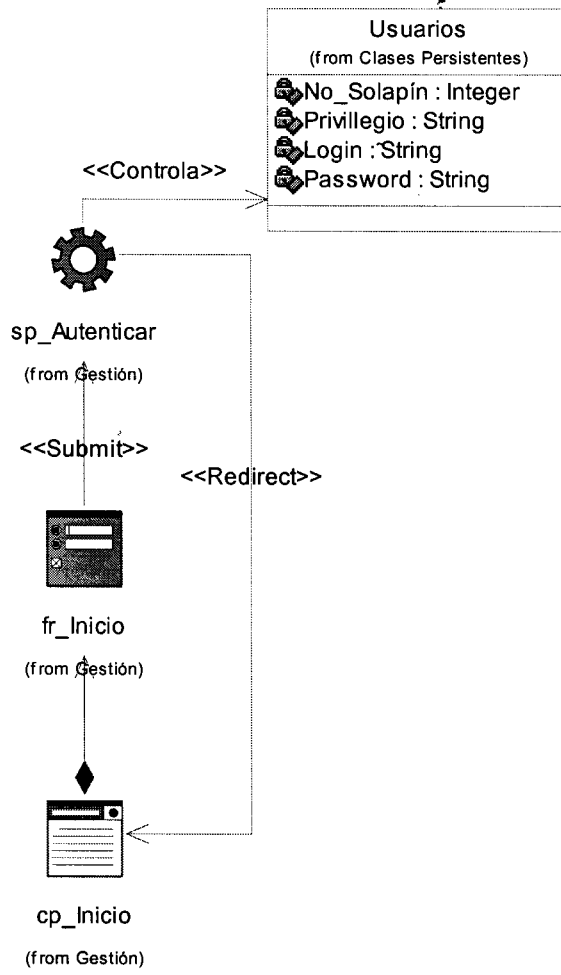 Usuarios
(from Clases Persistentes)
No_Solapín : Integer
Privillegio : String
Login : String
Password : String
<<Controla>>
sp_Autenticar
(from Gestión)
<<Submit>>
<<Redirect>>
fr_Inicio
(from Gestión)
cp_Inicio
(from Gestión)